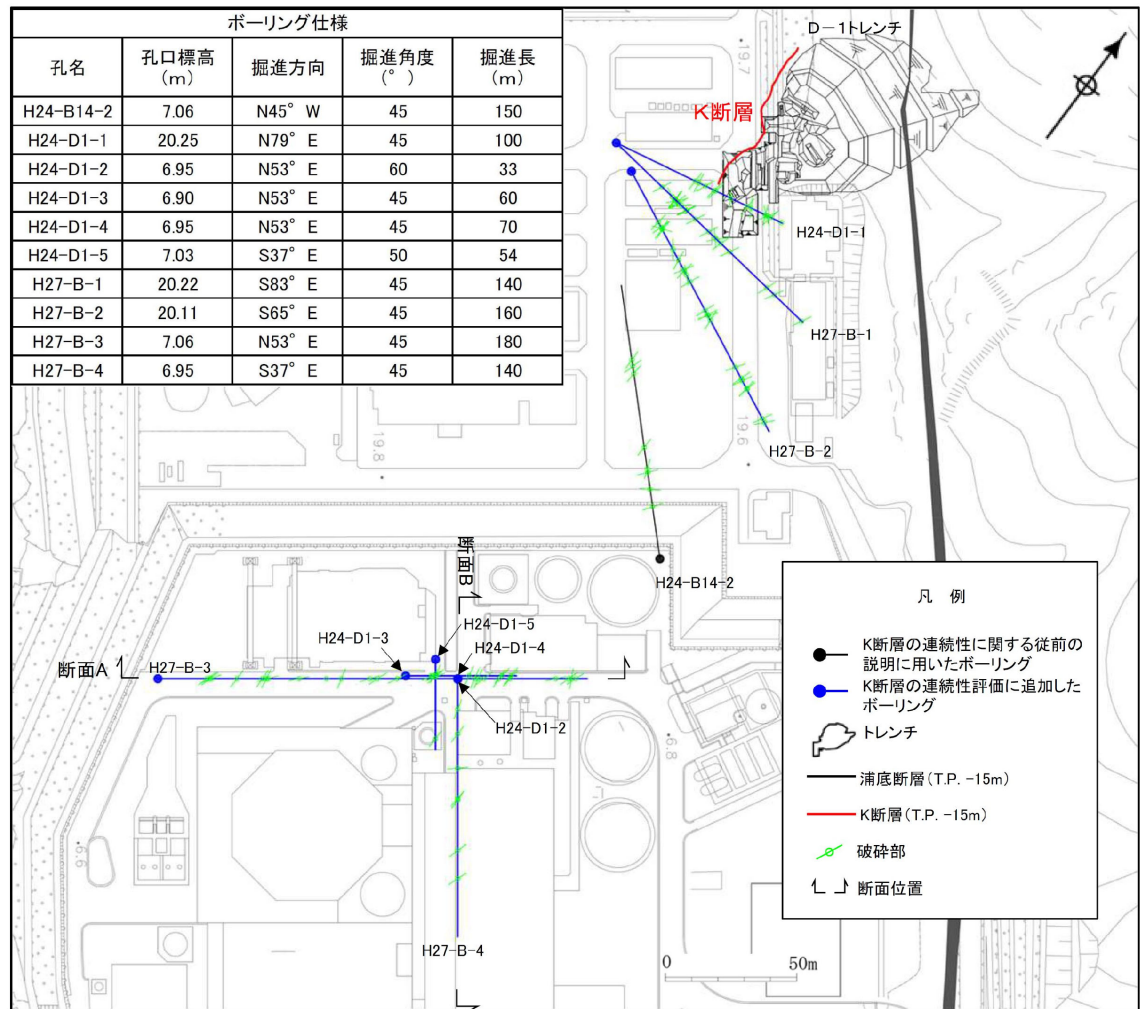 ボーリング仕様
孔名 孔口標高（m） 掘進方向 掘進角度（°） 掘進長（m）
H24-B14-2 7.06 N45° W 45 150
H24-D1-1 20.25 N79° E 45 100
H24-D1-2 6.95 N53° E 60 33
H24-D1-3 6.90 N53° E 45 60
H24-D1-4 6.95 N53° E 45 70
H24-D1-5 7.03 S37° E 50 54
H27-B-1 20.22 S83° E 45 140
H27-B-2 20.11 S65° E 45 160
H27-B-3 7.06 N53° E 45 180
H27-B-4 6.95 S37° E 45 140
D-1トレンチ
19.7
K断層
H24-D1-1
H27-B-1
19.6
H27-B-2
19.8
断面B
H24-B14-2
H24-D1-5
H24-D1-3
H24-D1-4
断面A
H27-B-3
H24-D1-2
6.8
6.6
H27-B-4
凡 例
K断層の連続性に関する従前の
説明に用いたボーリング
K断層の連続性評価に追加した
ボーリング
トレンチ
浦底断層(T.P. -15m)
K断層(T.P. -15m)
破砕部
断面位置
0 50m